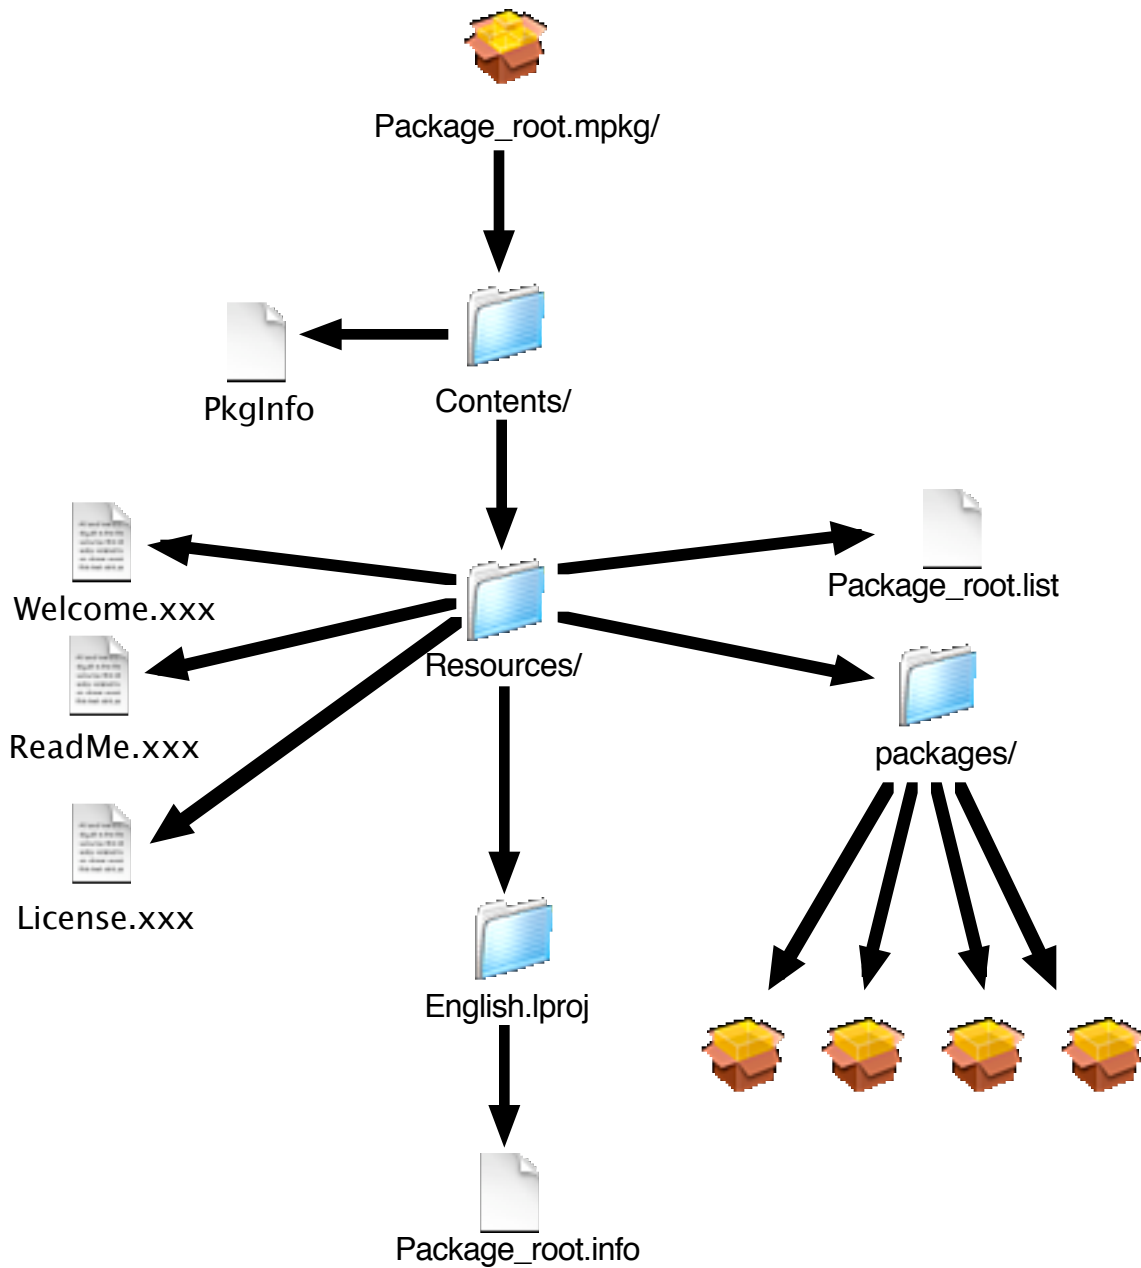 Package_root.mpkg/
PkgInfo
Contents/
Welcome.xxx
Package_root.list
ReadMe.xxx
Resources/
packages/
License.xxx
English.lproj
Package_root.info